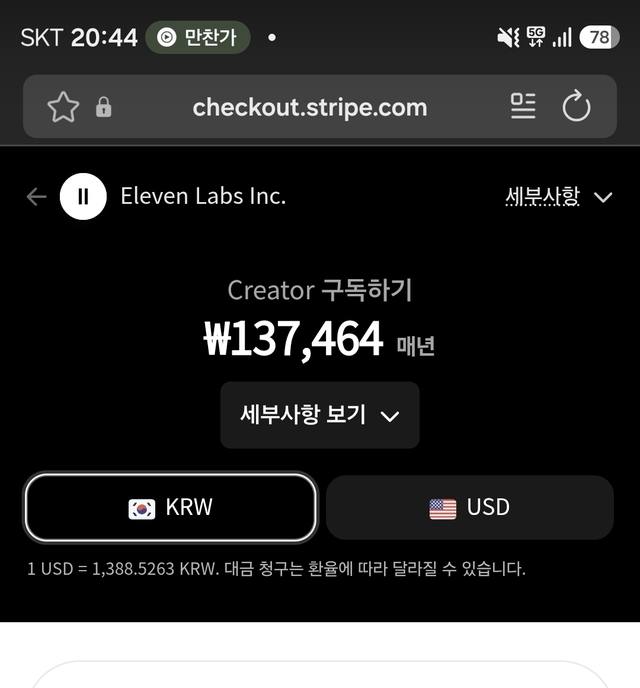 SKT 20:44 만찬가
5G
78
checkout.stripe.com
Eleven Labs Inc.
세부사항
Creator 구독하기
₩137,464 매년
세부사항 보기
KRW
USD
1 USD = 1,388.5263 KRW. 대금 청구는 환율에 따라 달라질 수 있습니다.